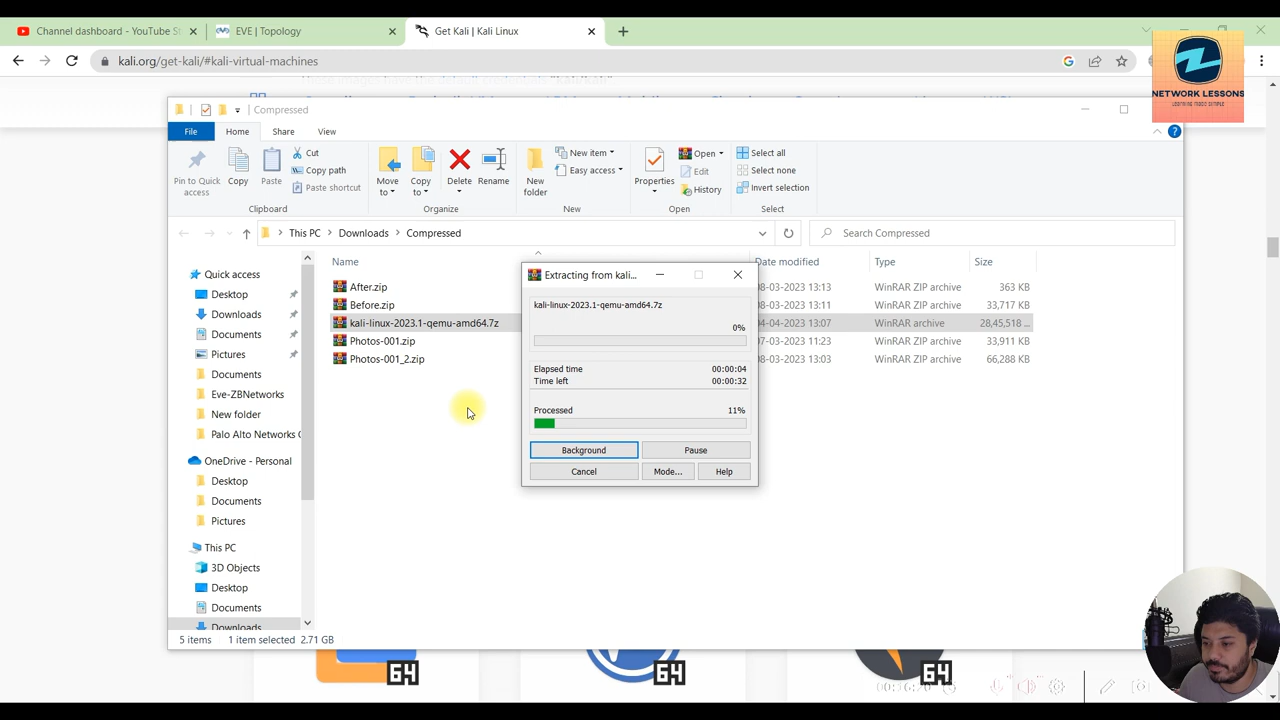 Channel dashboard - YouTube St
EVE | Topology
Get Kali | Kali Linux
kali.org/get-kali/#kali-virtual-machines
NETWORK LESSONS
LEARNING MADE SIMPLE
Compressed
File
Home
Share
View
Pin to Quick access
Copy
Paste
Cut
Copy path
Paste shortcut
Clipboard
Move to
Copy to
Delete
Rename
Organize
New folder
New item
Easy access
New
Properties
Open
Edit
History
Open
Select all
Select none
Invert selection
Select
This PC > Downloads > Compressed
Search Compressed
Quick access
Desktop
Downloads
Documents
Pictures
Documents
Eve-ZBNetworks
New folder
Palo Alto Networks C
OneDrive - Personal
Desktop
Documents
Pictures
This PC
3D Objects
Desktop
Documents
Downloads
Name Date modified Type Size
After.zip 08-03-2023 13:13 WinRAR ZIP archive 363 KB
Before.zip 08-03-2023 13:11 WinRAR ZIP archive 33,717 KB
kali-linux-2023.1-qemu-amd64.7z 04-04-2023 13:07 WinRAR archive 28,45,518 ...
Photos-001.zip 07-03-2023 11:23 WinRAR ZIP archive 33,911 KB
Photos-001_2.zip 08-03-2023 13:03 WinRAR ZIP archive 66,288 KB
Extracting from kali...
kali-linux-2023.1-qemu-amd64.7z
0%
Elapsed time 00:00:04
Time left 00:00:32
Processed 11%
Background
Pause
Cancel
Mode...
Help
5 items 1 item selected 2.71 GB
64
64
64